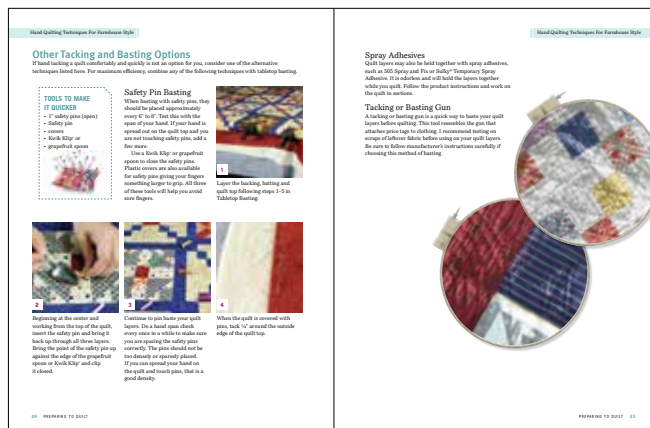 Hand Quilting Techniques For Farmhouse Style
Other Tacking and Basting Options
If hand tacking a quilt comfortably and quickly is not an option for you, consider one of the alternative
techniques listed here. For maximum efficiency, combine any of the following techniques with tabletop basting.
TOOLS TO MAKE
IT QUICKER
• 1" safety pins (open)
• Safety pin
• covers
• Kwik Klip® or
• grapefruit spoon
Safety Pin Basting
When basting with safety pins, they
should be placed approximately
every 6" to 8". Test this with the
span of your hand. If your hand is
spread out on the quilt top and you
are not touching safety pins, add a
few more.
Use a Kwik Klip® or grapefruit
spoon to close the safety pins.
Plastic covers are also available
for safety pins giving your fingers
something larger to grip. All three
of these tools will help you avoid
sore fingers.
1
Layer the backing, batting and
quilt top following steps 1–5 in
Tabletop Basting.
2
Beginning at the center and
working from the top of the quilt,
insert the safety pin and bring it
back up through all three layers.
Bring the point of the safety pin up
against the edge of the grapefruit
spoon or Kwik Klip® and clip
it closed.
3
Continue to pin baste your quilt
layers. Do a hand span check
every once in a while to make sure
you are spacing the safety pins
correctly. The pins should not be
too densely or sparsely placed.
If you can spread your hand on
the quilt and touch pins, that is a
good density.
4
When the quilt is covered with
pins, tack ¼" around the outside
edge of the quilt top.
PREPARING TO QUILT
Hand Quilting Techniques For Farmhouse Style
Spray Adhesives
Quilt layers may also be held together with spray adhesives,
such as 505 Spray and Fix or Sulky® Temporary Spray
Adhesive. It is odorless and will hold the layers together
while you quilt. Follow the product instructions and work on
the quilt in sections.
Tacking or Basting Gun
A tacking or basting gun is a quick way to baste your quilt
layers before quilting. This tool resembles the gun that
attaches price tags to clothing. I recommend testing on
scraps of leftover fabric before using on your quilt layers.
Be sure to follow manufacturer's instructions carefully if
choosing this method of basting.
PREPARING TO QUILT